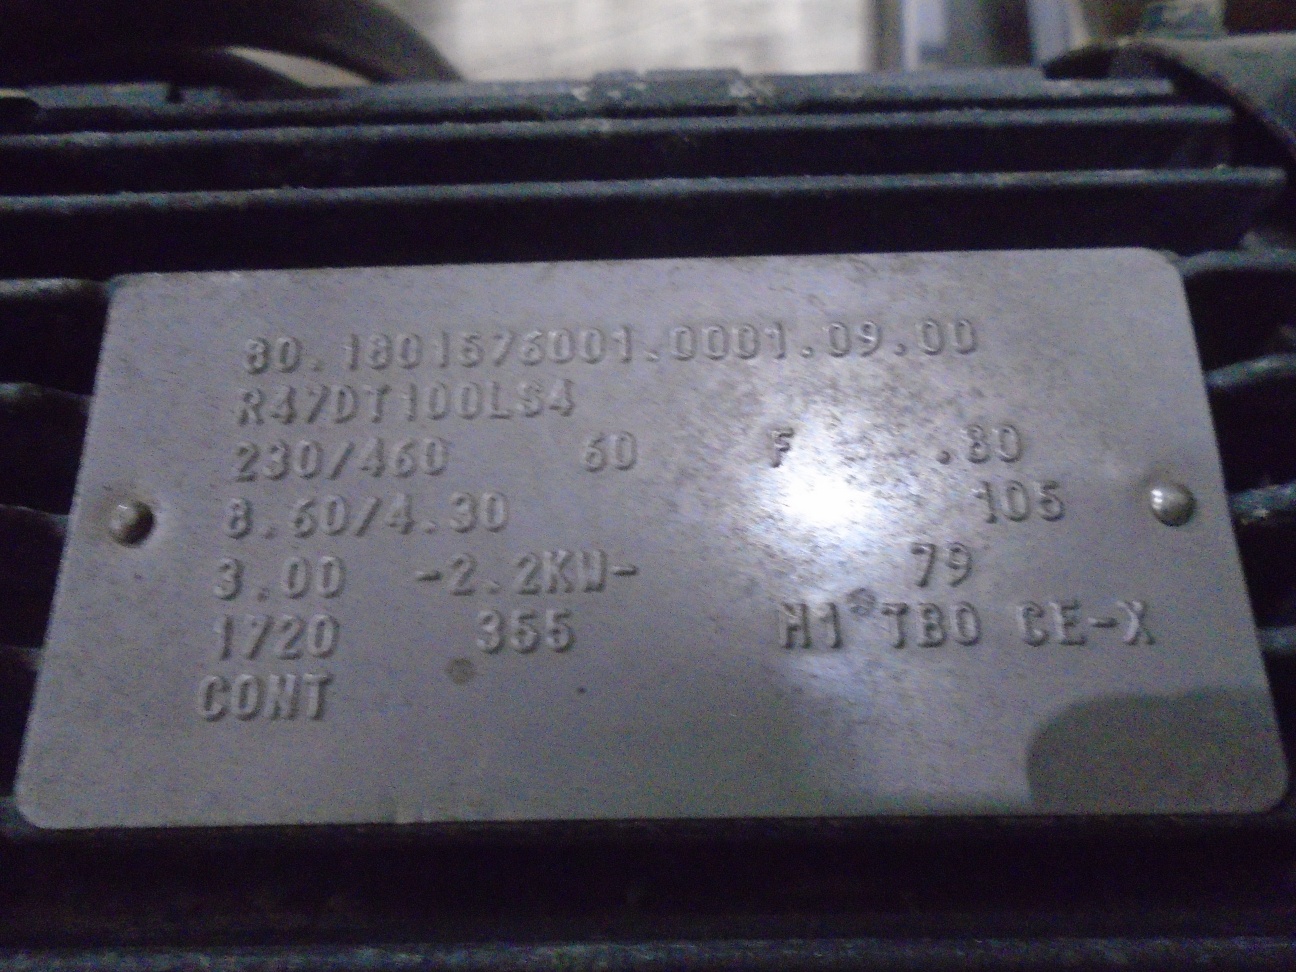 80.1801576001.0001.09.00
R47DT100LS4
230/460 60 F .80
8.60/4.30 105
3.00 -2.2KW- 79
1720 355 M1 TBO CE-X
CONT